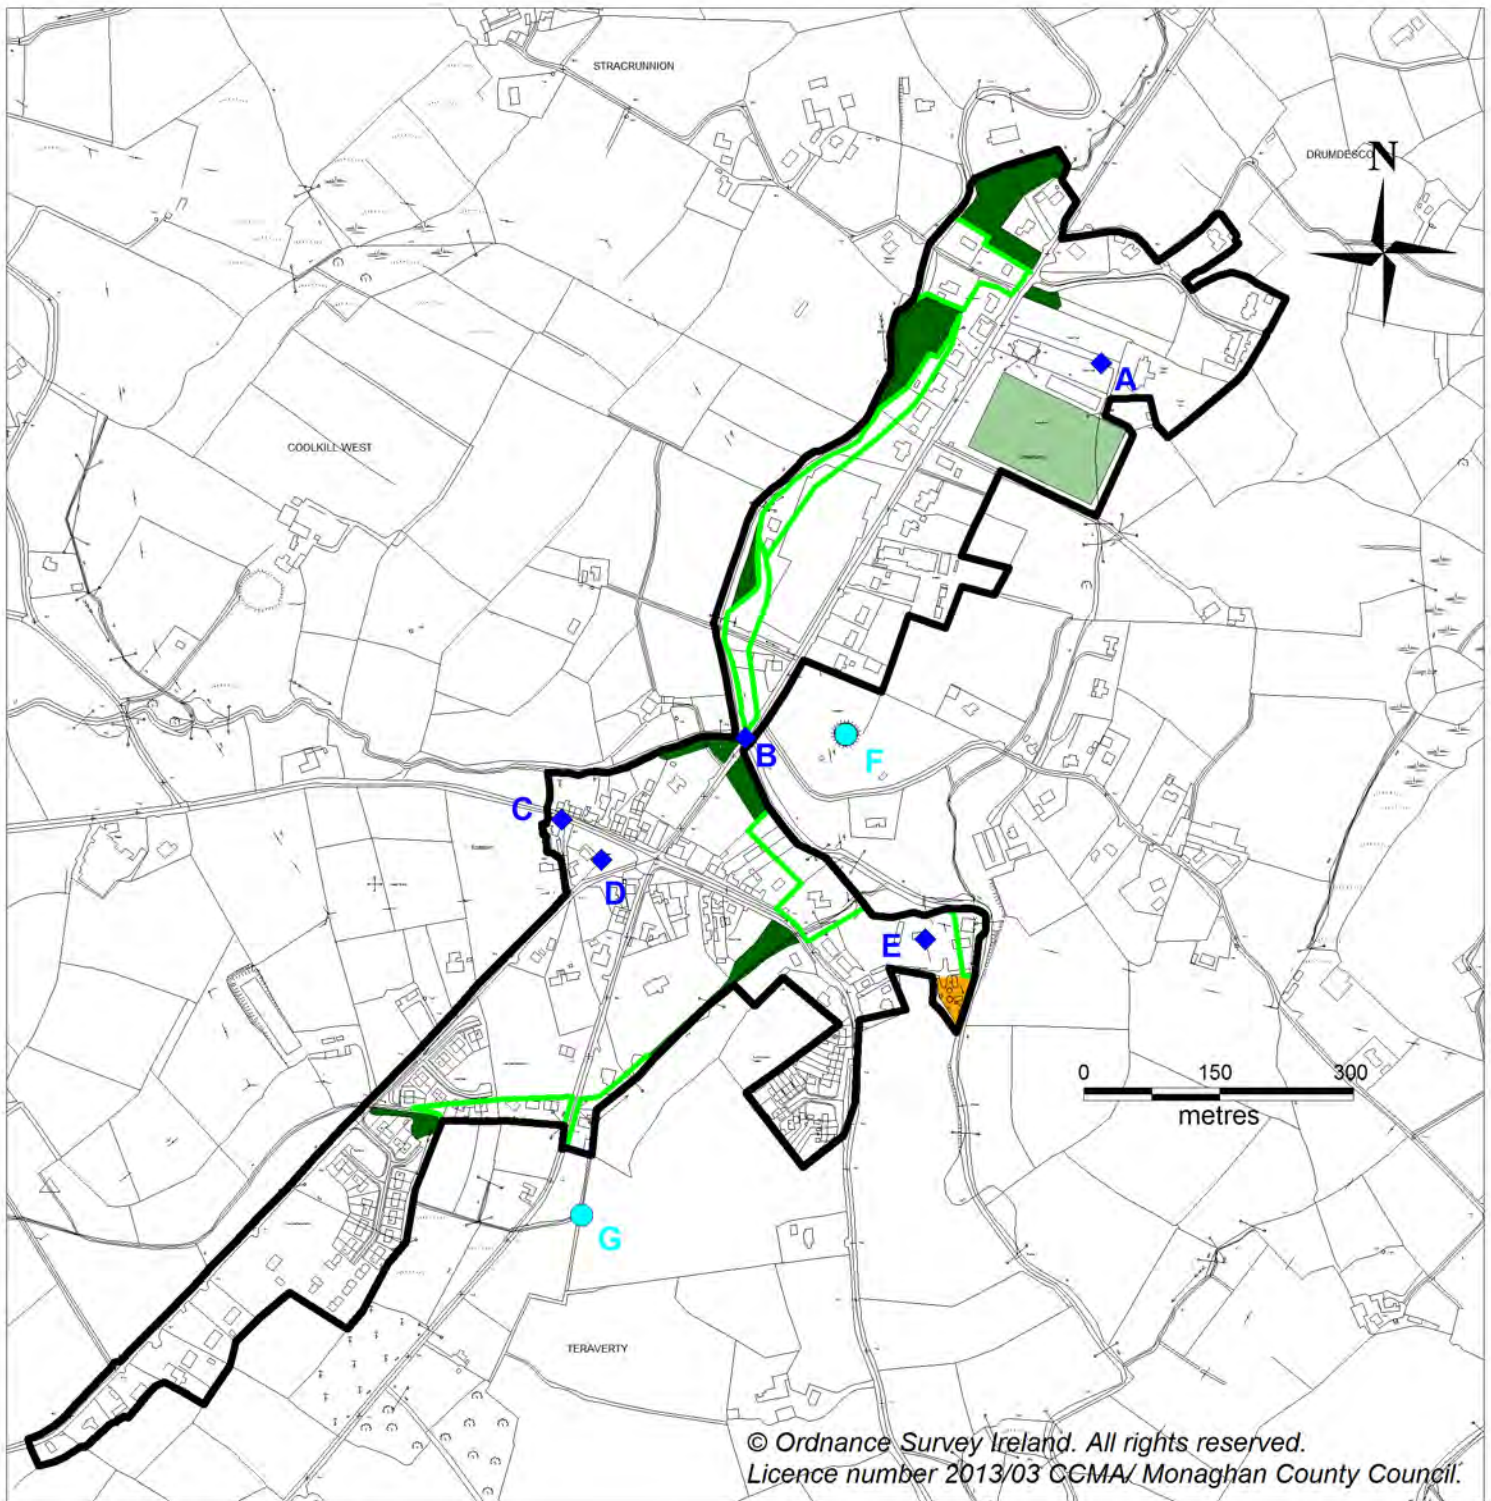 STRACRUNNION
DRUMDESCO
N
A
COOLKILL WEST
B
F
C
D
E
0 150 300
metres
G
TERAVERTY
© Ordnance Survey Ireland. All rights reserved.
Licence number 2013/03 CCMA/ Monaghan County Council.